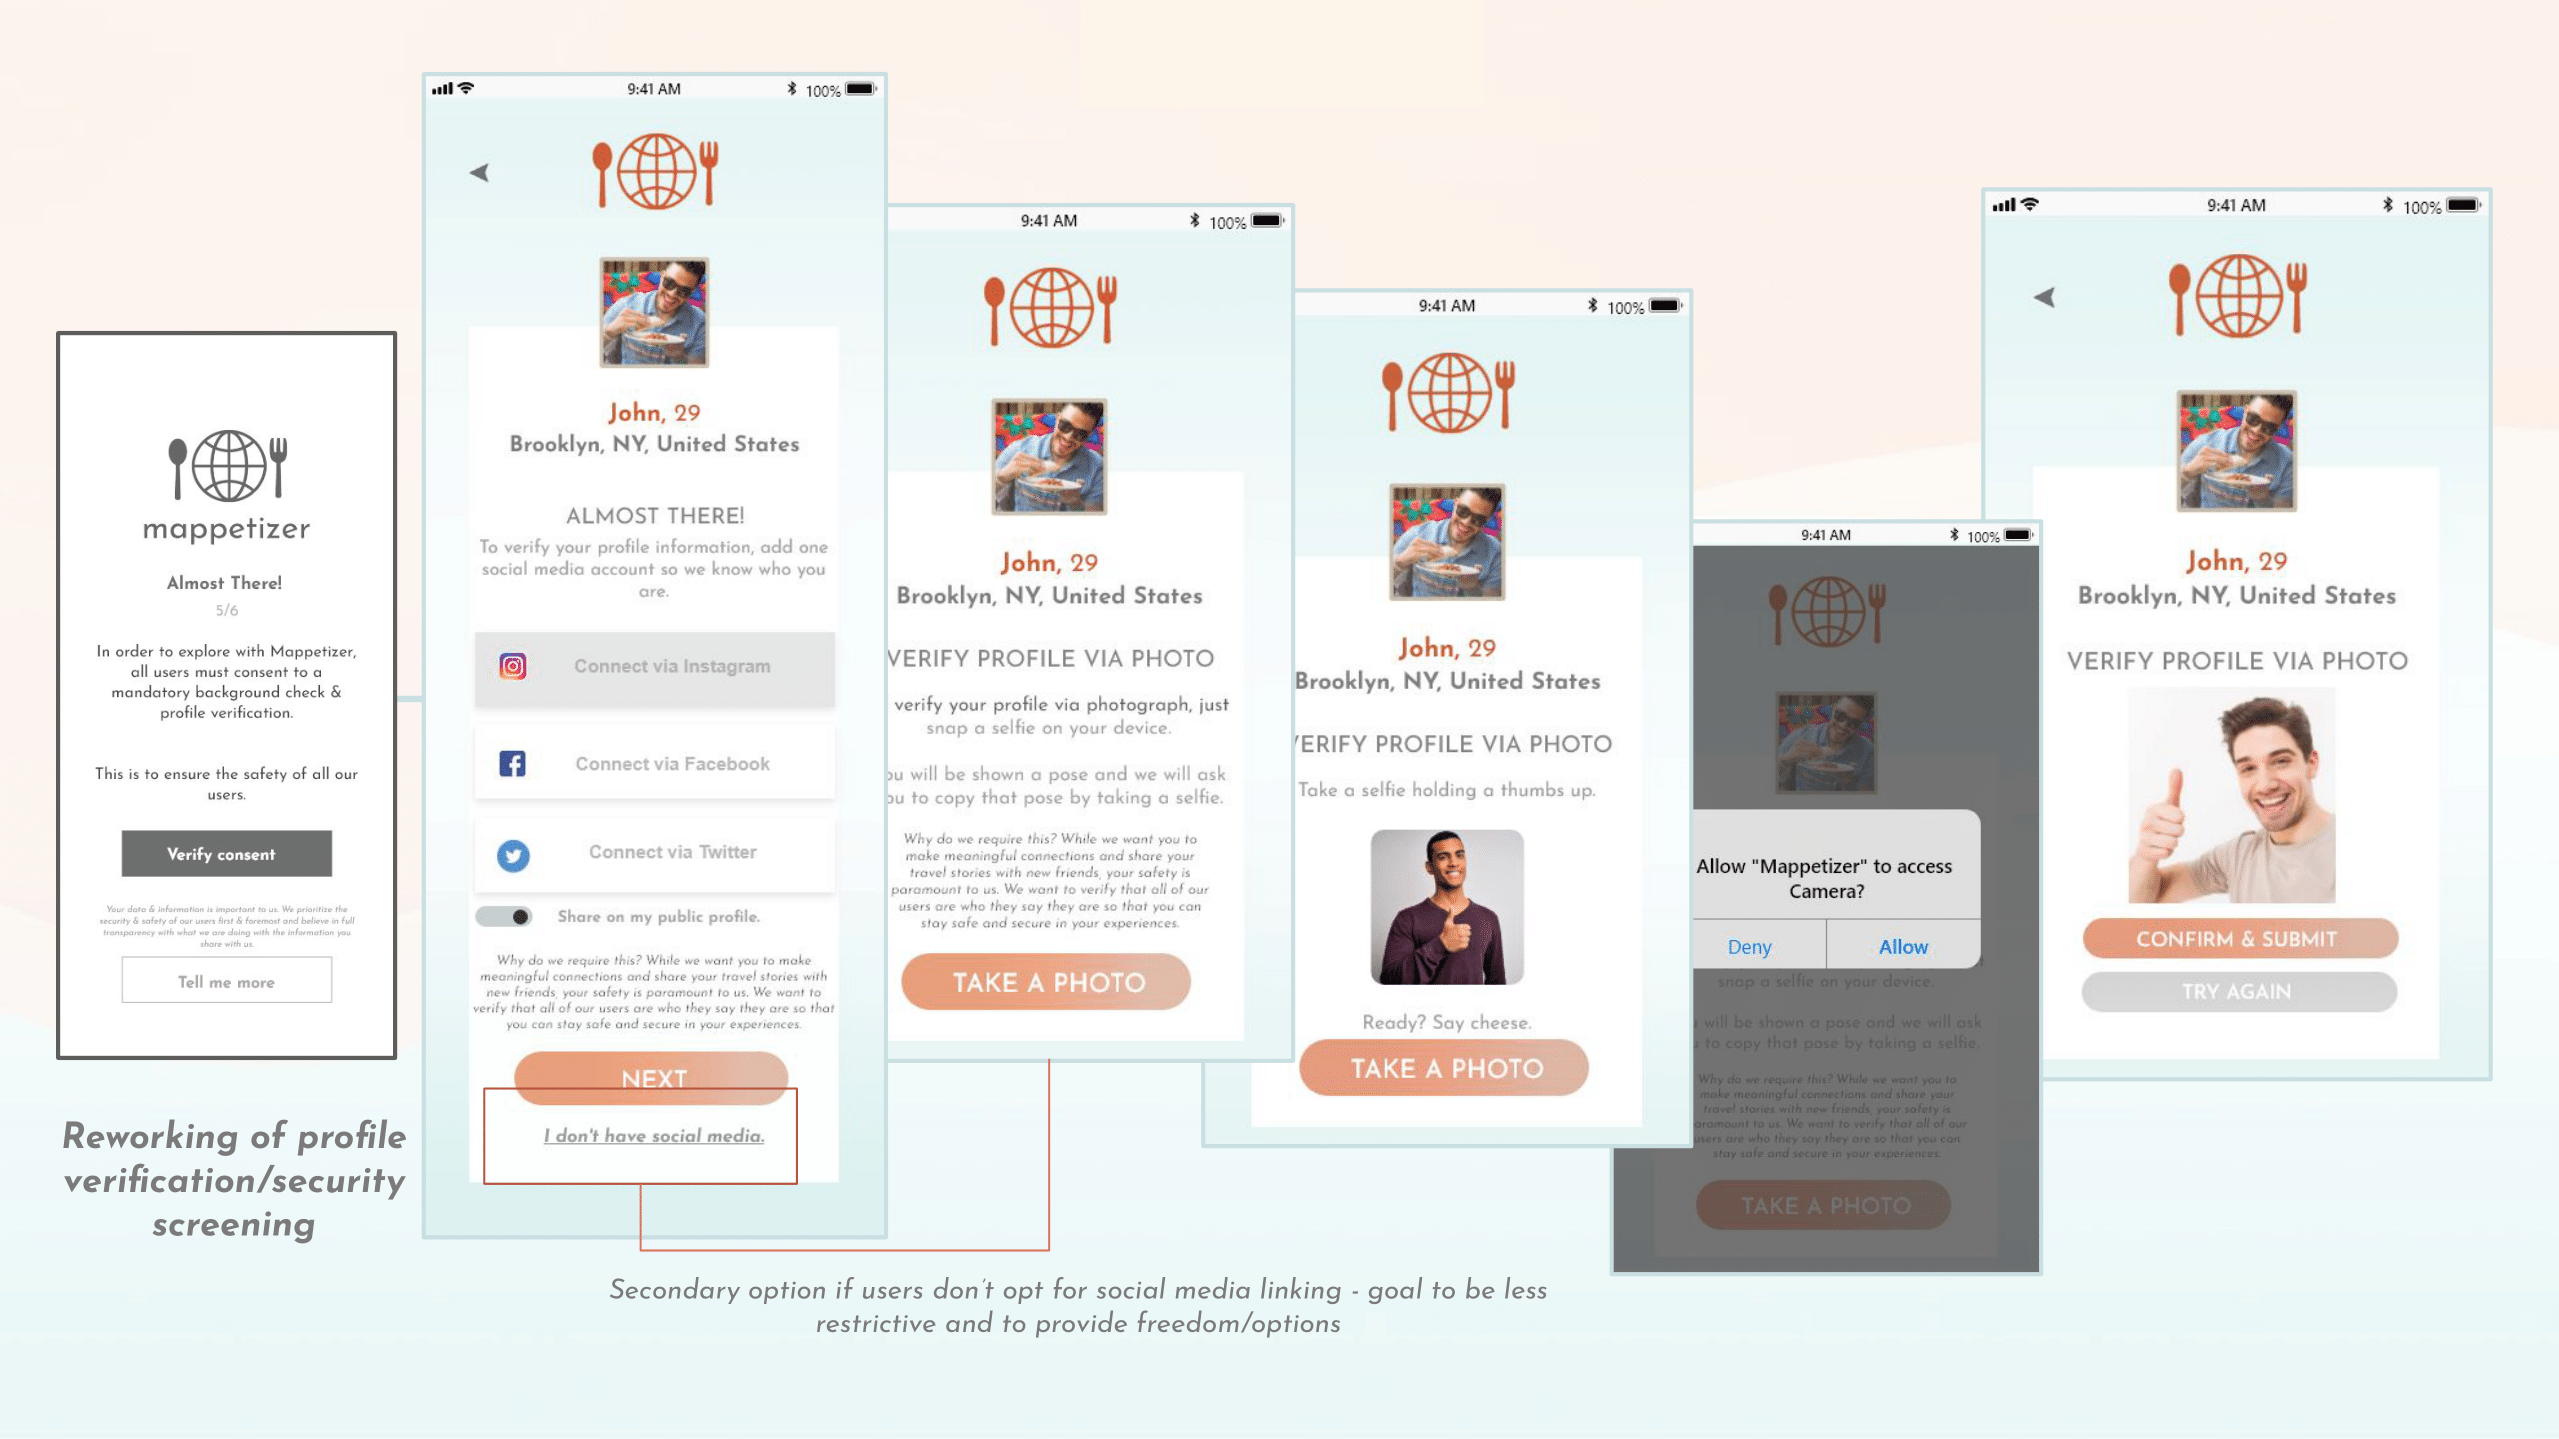 mappetizer
Almost There!
5/6
In order to explore with Mappetizer,
all users must consent to a
mandatory background check &
profile verification.
This is to ensure the safety of all our
users.
Verify consent
Your data & information is important to us. We prioritize the
security & safety of our users first & foremost and believe in full
transparency with what we are doing with the information you
share with us.
Tell me more
Reworking of profile
verification/security
screening
9:41 AM
100%
John, 29
Brooklyn, NY, United States
ALMOST THERE!
To verify your profile information, add one
social media account so we know who you
are.
Connect via Instagram
Connect via Facebook
Connect via Twitter
Share on my public profile.
Why do we require this? While we want you to make
meaningful connections and share your travel stories with
new friends, your safety is paramount to us. We want to
verify that all of our users are who they say they are so that
you can stay safe and secure in your experiences.
NEXT
I don't have social media.
9:41 AM
100%
John, 29
Brooklyn, NY, United States
VERIFY PROFILE VIA PHOTO
verify your profile via photograph, just
snap a selfie on your device.
ou will be shown a pose and we will ask
ou to copy that pose by taking a selfie.
Why do we require this? While we want you to
make meaningful connections and share your
travel stories with new friends, your safety is
paramount to us. We want to verify that all of our
users are who they say they are so that you can
stay safe and secure in your experiences.
TAKE A PHOTO
Secondary option if users don't opt for social media linking - goal to be less
restrictive and to provide freedom/options
9:41 AM
100%
John, 29
Brooklyn, NY, United States
VERIFY PROFILE VIA PHOTO
Take a selfie holding a thumbs up.
Ready? Say cheese.
TAKE A PHOTO
9:41 AM
100%
Allow "Mappetizer" to access
Camera?
Deny
Allow
snap a selfie on your device.
will be shown a pose and we will ask
to copy that pose by taking a selfie.
Why do we require this? While we want you to
make meaningful connections and share your
travel stories with new friends, your safety is
paramount to us. We want to verify that all of our
users are who they say they are so that you can
stay safe and secure in your experiences.
TAKE A PHOTO
9:41 AM
100%
John, 29
Brooklyn, NY, United States
VERIFY PROFILE VIA PHOTO
CONFIRM & SUBMIT
TRY AGAIN